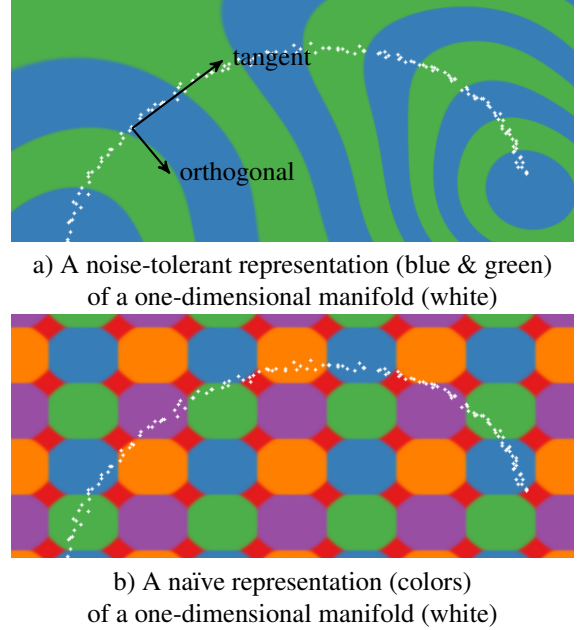 tangent
orthogonal
a) A noise-tolerant representation (blue & green)
of a one-dimensional manifold (white)
b) A naïve representation (colors)
of a one-dimensional manifold (white)